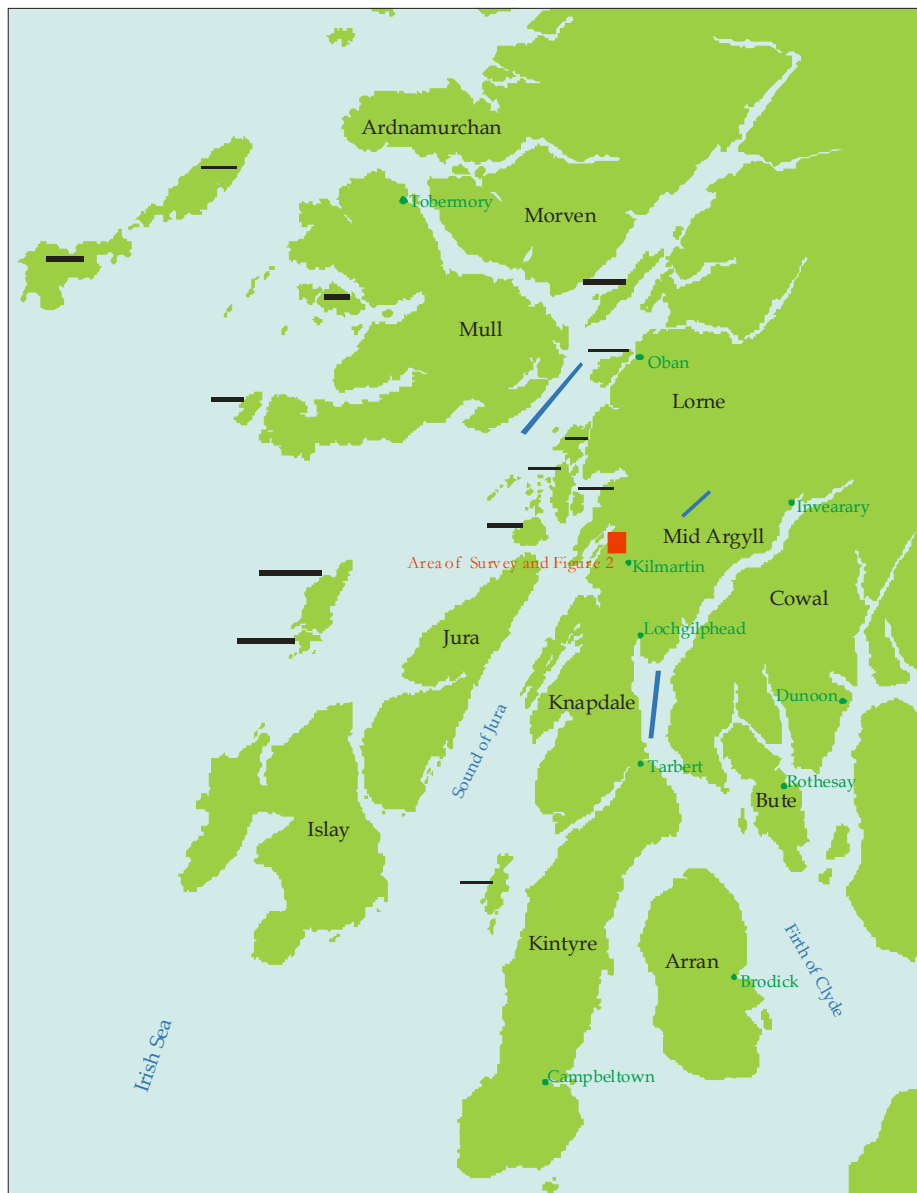 Ardnamurchan
Tobermory
Morven
Mull
Oban
Lorne
Invearary
Mid Argyll
Area of Survey and Figure 2
Kilmartin
Cowal
Lochgilphead
Jura
Dunoon
Knapdale
Sound of Jura
Tarbert
Rothesay
Bute
Islay
Kintyre
Arran
Firth of Clyde
Brodick
Irish Sea
Campbeltown